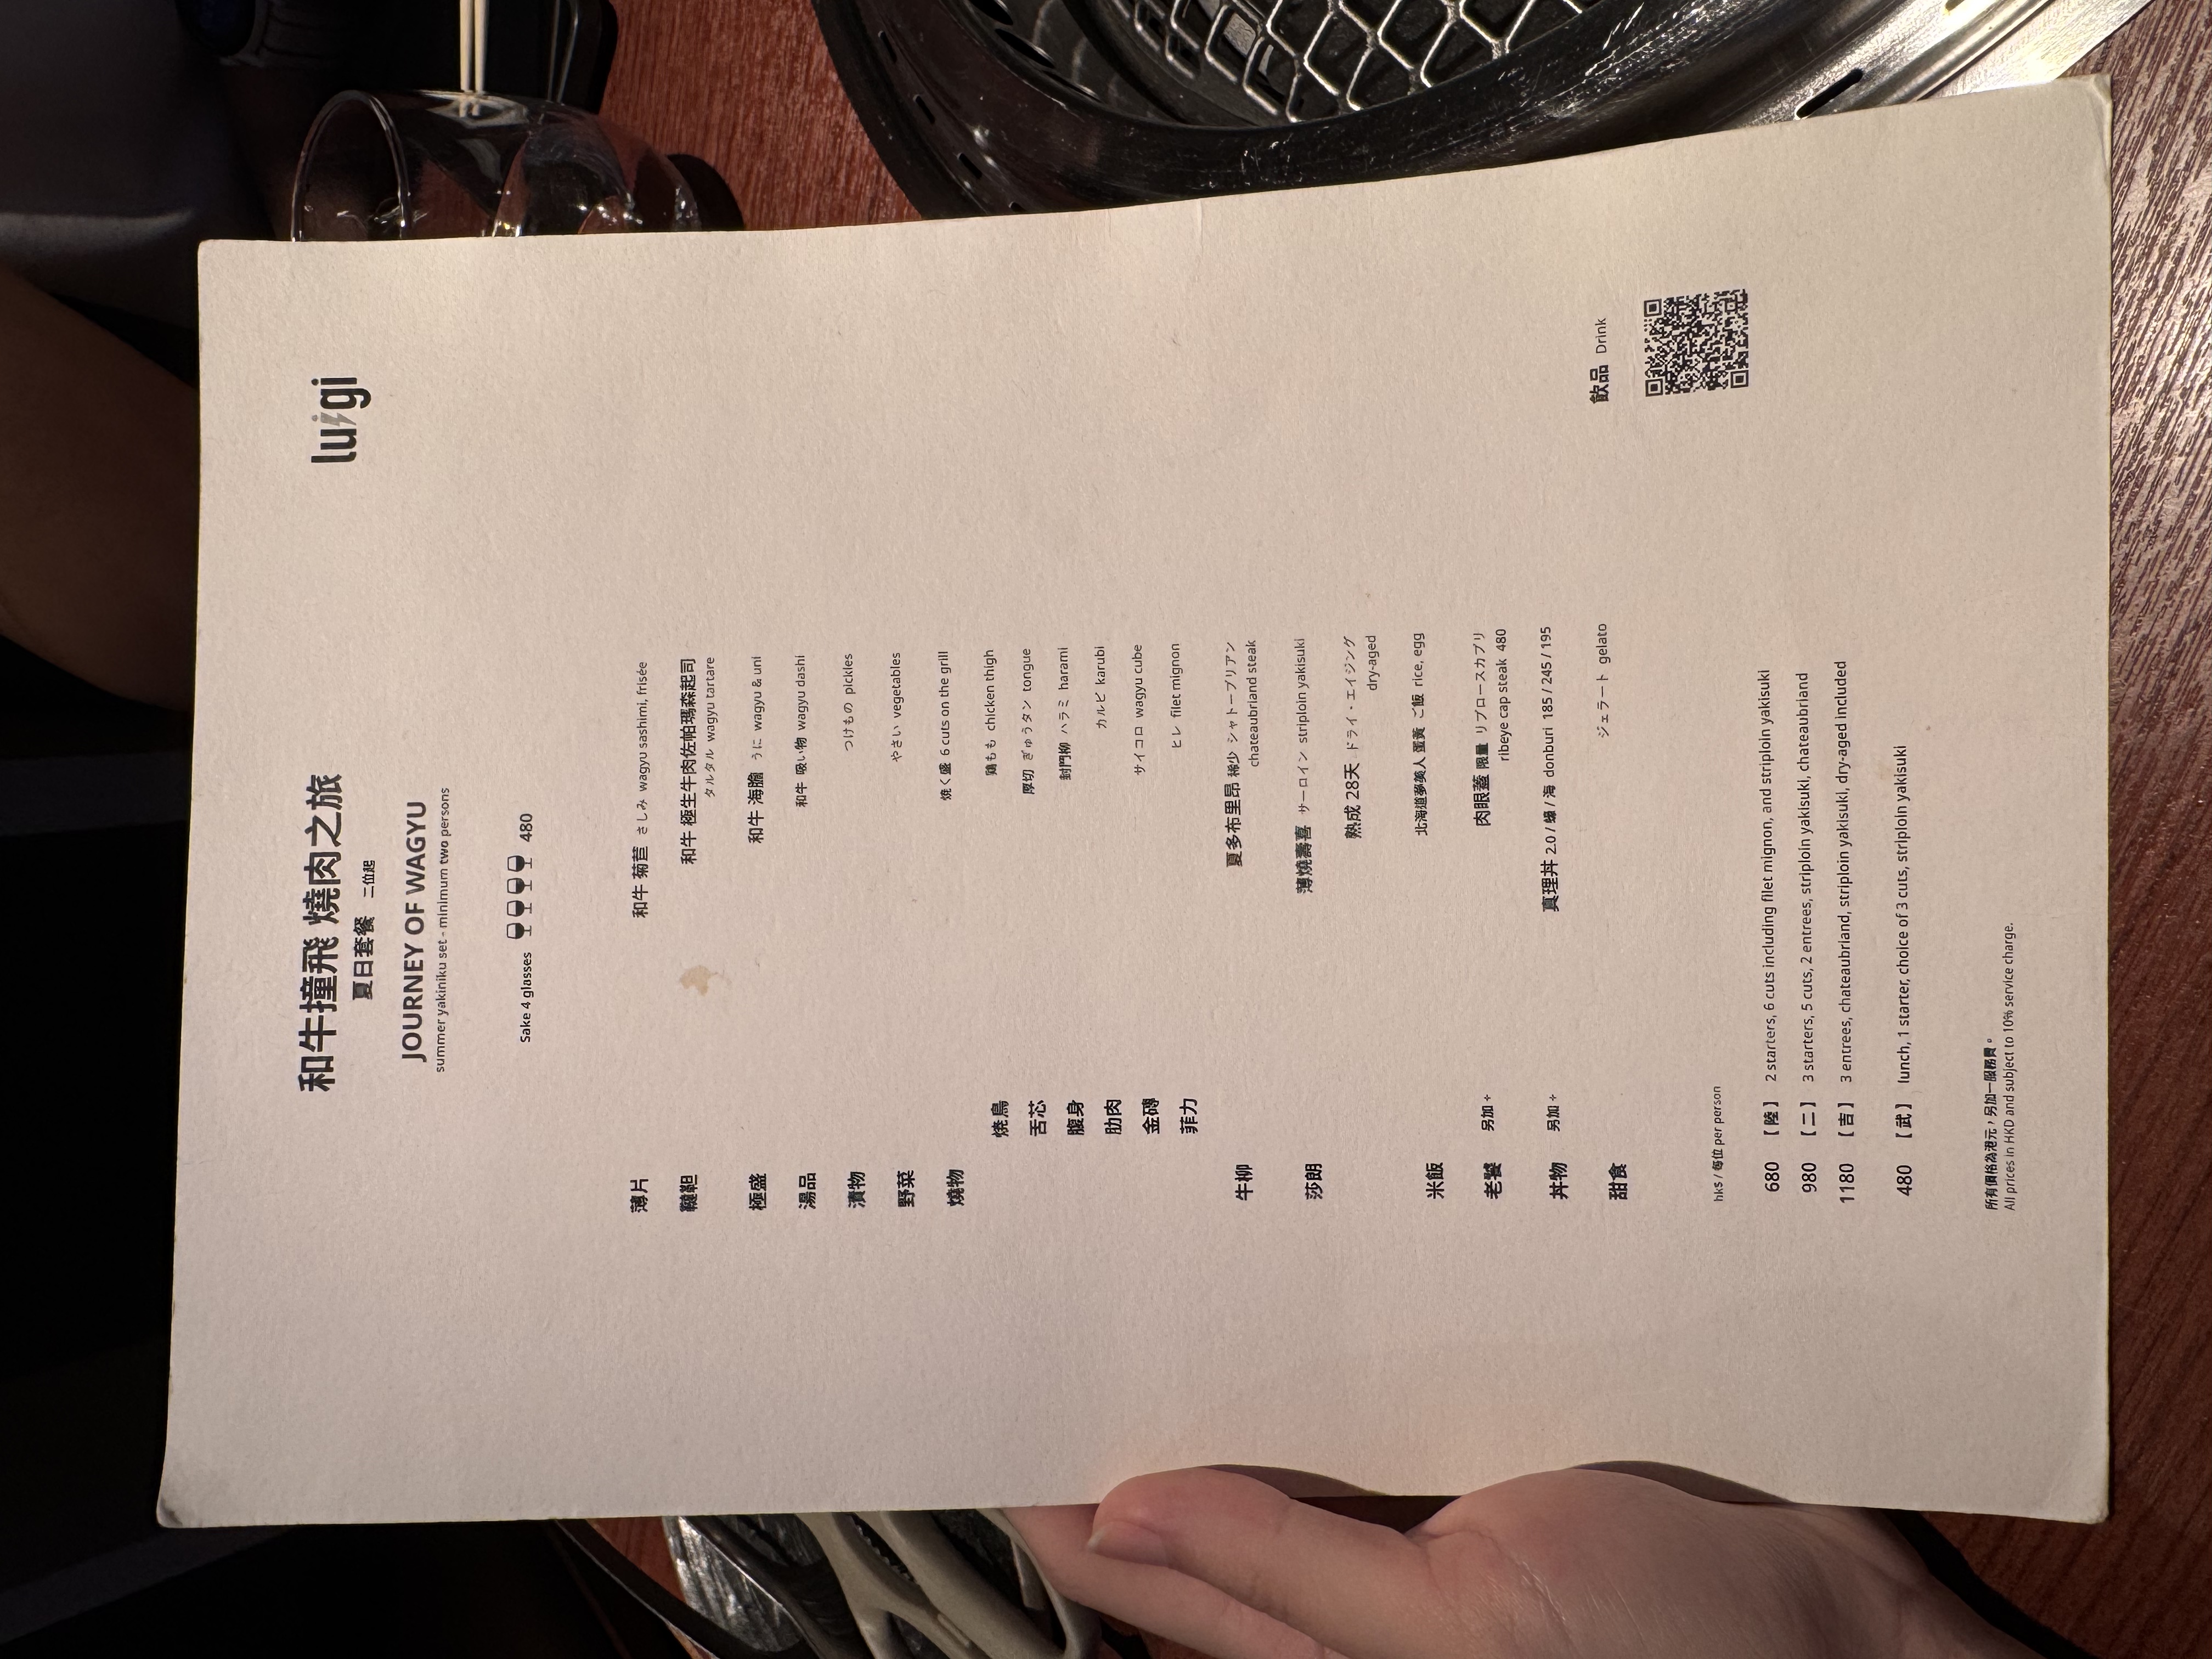 和牛撞飛 燒肉之旅
luigi
夏日套餐 二位起
JOURNEY OF WAGYU
summer yakiniku set - minimum two persons
Sake 4 glasses 480
薄片 和牛 菊苣 さしみ wagyu sashimi, frisée
韃靼 和牛 極生牛肉佐帕瑪森起司
タルタル wagyu tartare
極盛 和牛 海膽 うに wagyu & uni
湯品 和牛 吸い物 wagyu dashi
漬物 つけもの pickles
野菜 やさい vegetables
燒物 焼く盛 6 cuts on the grill
焼鳥 鶏もも chicken thigh
舌芯 厚切 ぎゅうタン tongue
腹身 封門柳 ハラミ harami
肋肉 カルビ karubi
金磚 サイコロ wagyu cube
菲力 ヒレ filet mignon
牛柳 夏多布里昂 稀少 シャトーブリアン
chateaubriand steak
莎朗 薄燒壽喜 サーロイン striploin yakisuki
熟成 28天 ドライ・エイジング
dry-aged
米飯 北海道夢美人 蛋黃 ご飯 rice, egg
老饕 另加 + 肉眼蓋 限量 リブロースカブリ
ribeye cap steak 480
丼物 另加 + 真理丼 2.0 / 蠔 / 海 donburi 185 / 245 / 195
甜食 ジェラート gelato
飲品 Drink
hk$ / 每位 per person
680 【陸】 2 starters, 6 cuts including filet mignon, and striploin yakisuki
980 【二】 3 starters, 5 cuts, 2 entrees, striploin yakisuki, chateaubriand
1180 【吉】 3 entrees, chateaubriand, striploin yakisuki, dry-aged included
480 【武】 lunch, 1 starter, choice of 3 cuts, striploin yakisuki
所有價格為港元，另加一服務費。
All prices in HKD and subject to 10% service charge.